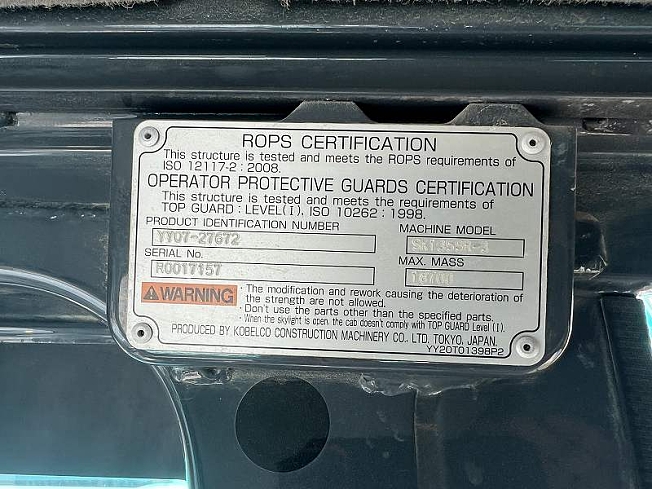 ROPS CERTIFICATION
This structure is tested and meets the ROPS requirements of
ISO 12117-2 : 2008.
OPERATOR PROTECTIVE GUARDS CERTIFICATION
This structure is tested and meets the requirements of
TOP GUARD : LEVEL(I), ISO 10262 : 1998.
PRODUCT IDENTIFICATION NUMBER
MACHINE MODEL
YY07-27672
SERIAL No.
MAX. MASS
R0017157
WARNING
· The modification and rework causing the deterioration of
the strength are not allowed.
· Don't use the parts other than the specified parts.
· When the skylight is open the cab doesn't comply with TOP GUARD Level (I).
PRODUCED BY KOBELCO CONSTRUCTION MACHINERY CO., LTD, TOKYO, JAPAN.
YY20T01398P2